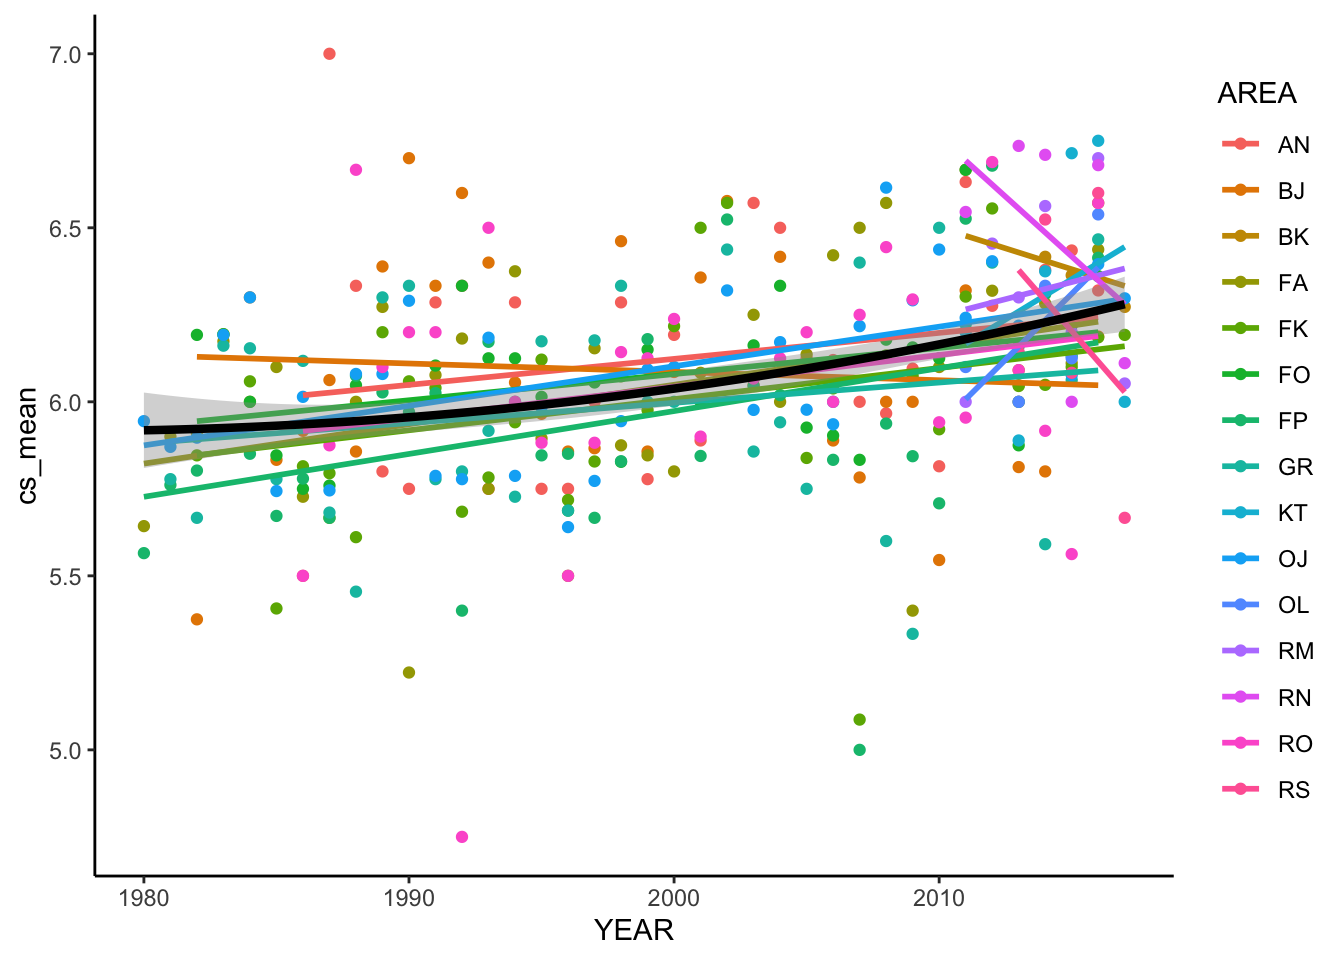 7.0
6.5
6.0
5.5
5.0
cs_mean
1980
1990
2000
2010
YEAR
AREA
AN
BJ
BK
FA
FK
FO
FP
GR
KT
OJ
OL
RM
RN
RO
RS